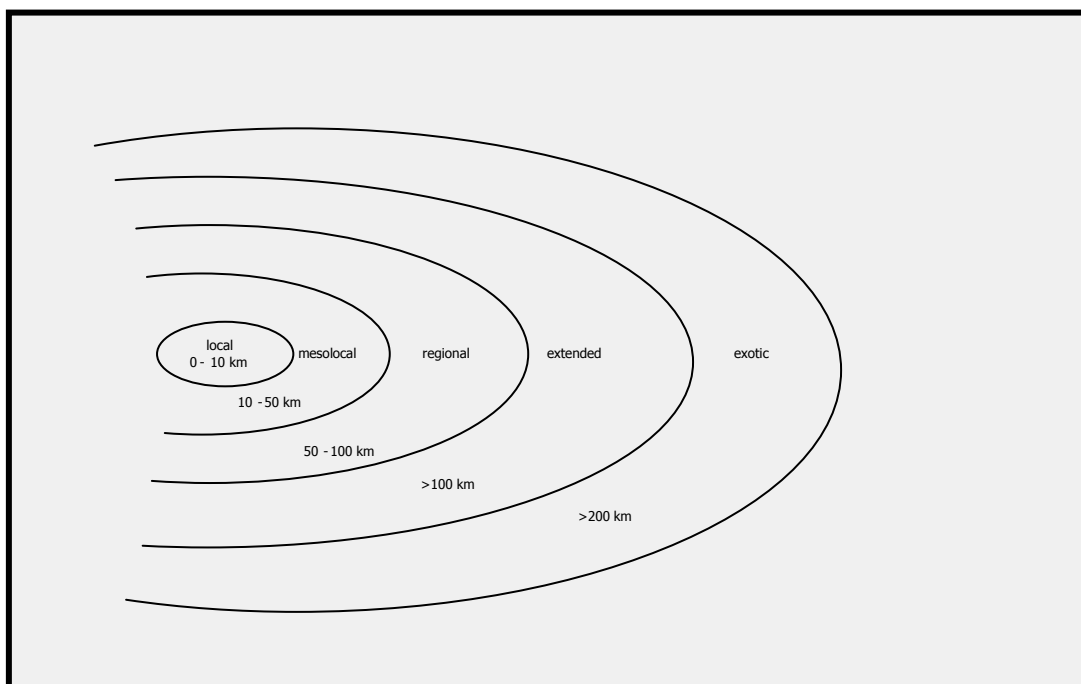 local
0 - 10 km
mesolocal
regional
extended
exotic
10 - 50 km
50 - 100 km
>100 km
>200 km